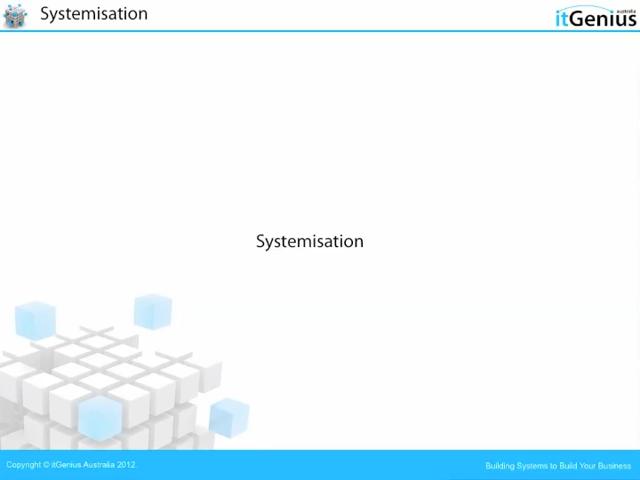 Systemisation
itGenius
australia
Systemisation
Copyright © itGenius Australia 2012.
Building Systems to Build Your Business